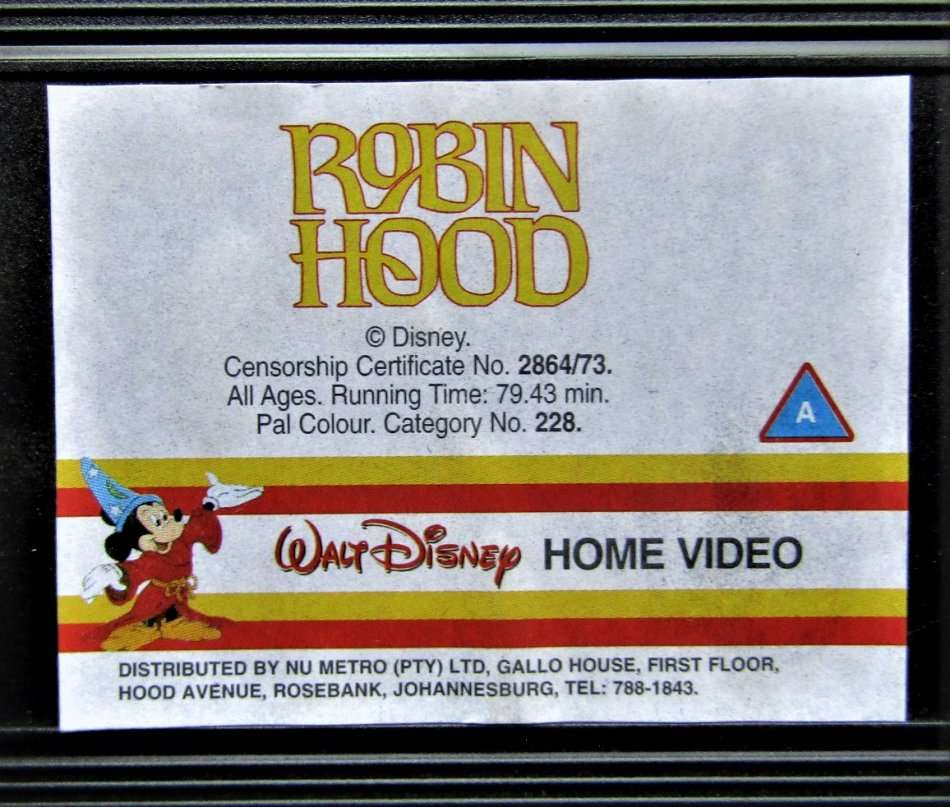 ROBIN
HOOD
© Disney.
Censorship Certificate No. 2864/73.
All Ages. Running Time: 79.43 min.
Pal Colour. Category No. 228.
A
WALT DISNEY HOME VIDEO
DISTRIBUTED BY NU METRO (PTY) LTD, GALLO HOUSE, FIRST FLOOR,
HOOD AVENUE, ROSEBANK, JOHANNESBURG, TEL: 788-1843.